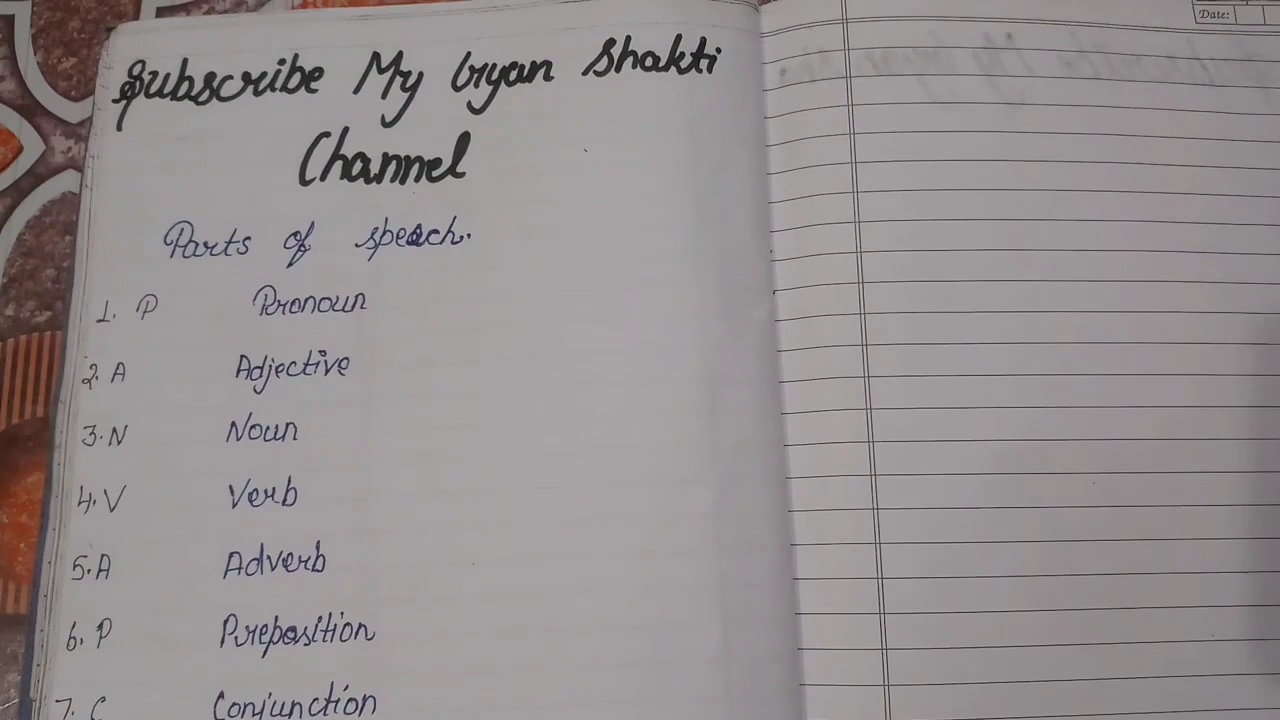 Date:
Subscribe My Gyan Shakti
Channel
Parts of speech.
1. P Pronoun
2. A Adjective
3. N Noun
4. V Verb
5. A Adverb
6. P Preposition
7. C Conjunction